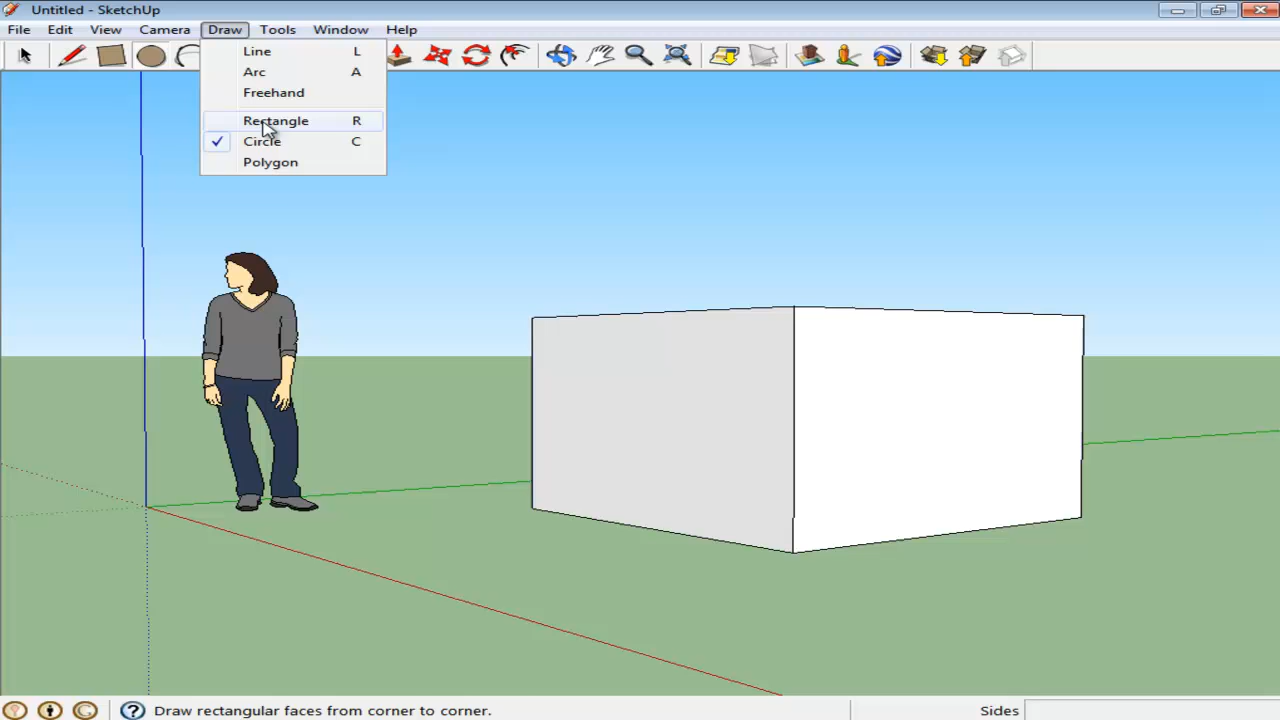 Untitled - SketchUp
File Edit View Camera Draw Tools Window Help
Line L
Arc A
Freehand
Rectangle R
Circle C
Polygon
Draw rectangular faces from corner to corner. Sides